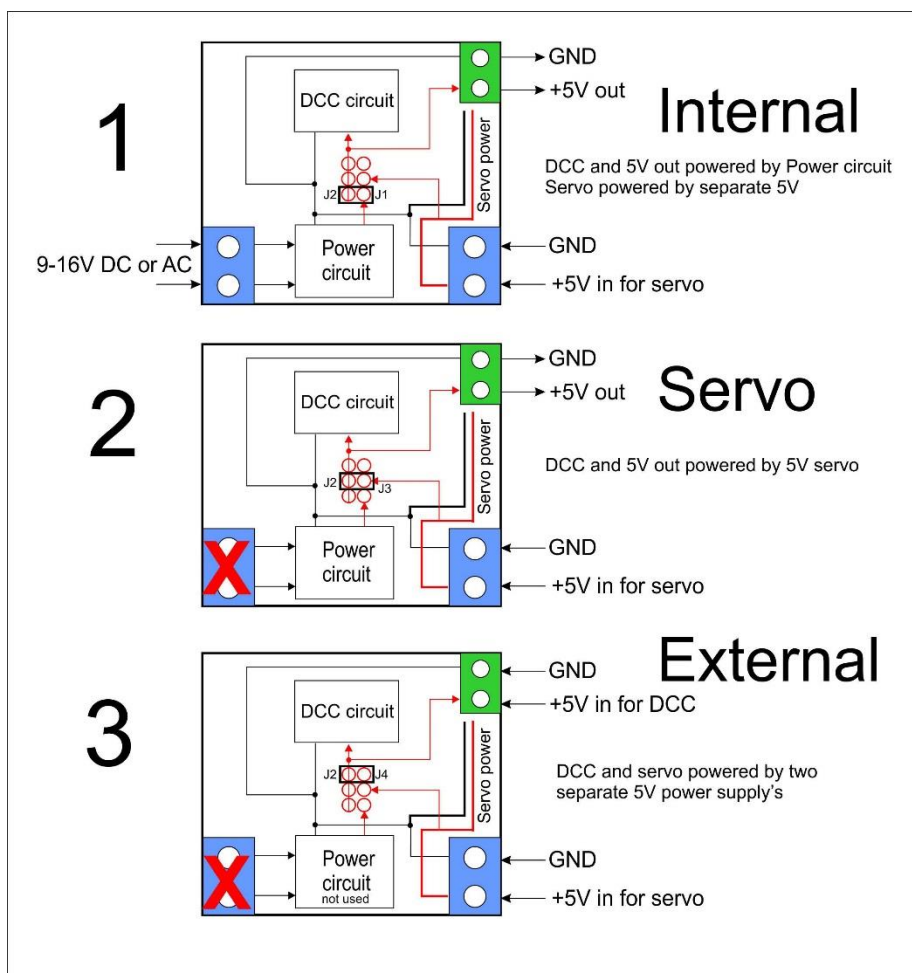 1
Internal
GND
+5V out
DCC circuit
DCC and 5V out powered by Power circuit
Servo powered by separate 5V
Servo power
J2
J1
9-16V DC or AC
Power
circuit
GND
+5V in for servo
2
Servo
GND
+5V out
DCC circuit
DCC and 5V out powered by 5V servo
Servo power
J2
J3
X
Power
circuit
GND
+5V in for servo
3
External
GND
+5V in for DCC
DCC circuit
DCC and servo powered by two
separate 5V power supply's
Servo power
J2
J4
X
Power
circuit
not used
GND
+5V in for servo